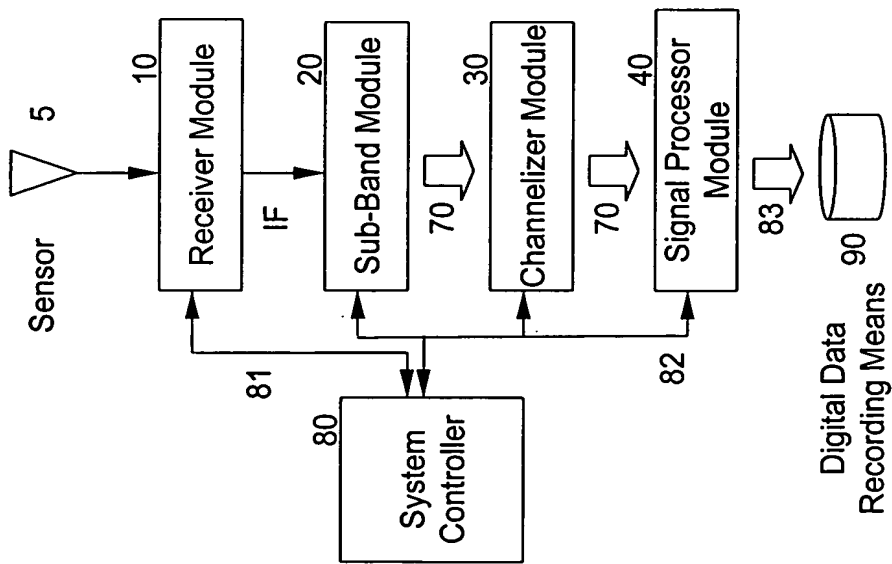 Sensor
5
10
Receiver Module
IF
20
Sub-Band Module
70
30
Channelizer Module
70
40
Signal Processor
Module
83
90
Digital Data
Recording Means
81
82
80
System
Controller